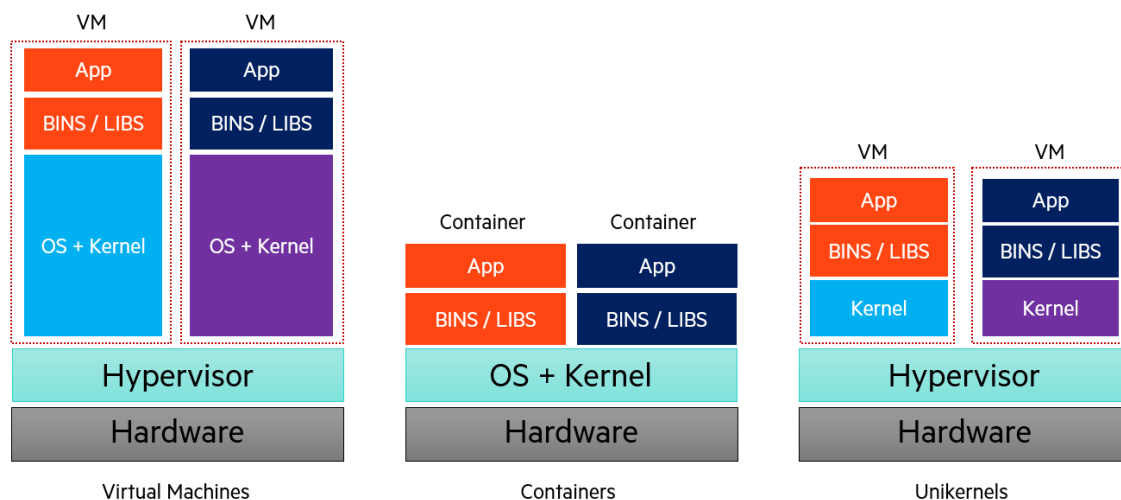 VM
App
BINS / LIBS
OS + Kernel
VM
App
BINS / LIBS
OS + Kernel
Hypervisor
Hardware
Virtual Machines
Container
App
BINS / LIBS
Container
App
BINS / LIBS
OS + Kernel
Hardware
Containers
VM
App
BINS / LIBS
Kernel
VM
App
BINS / LIBS
Kernel
Hypervisor
Hardware
Unikernels